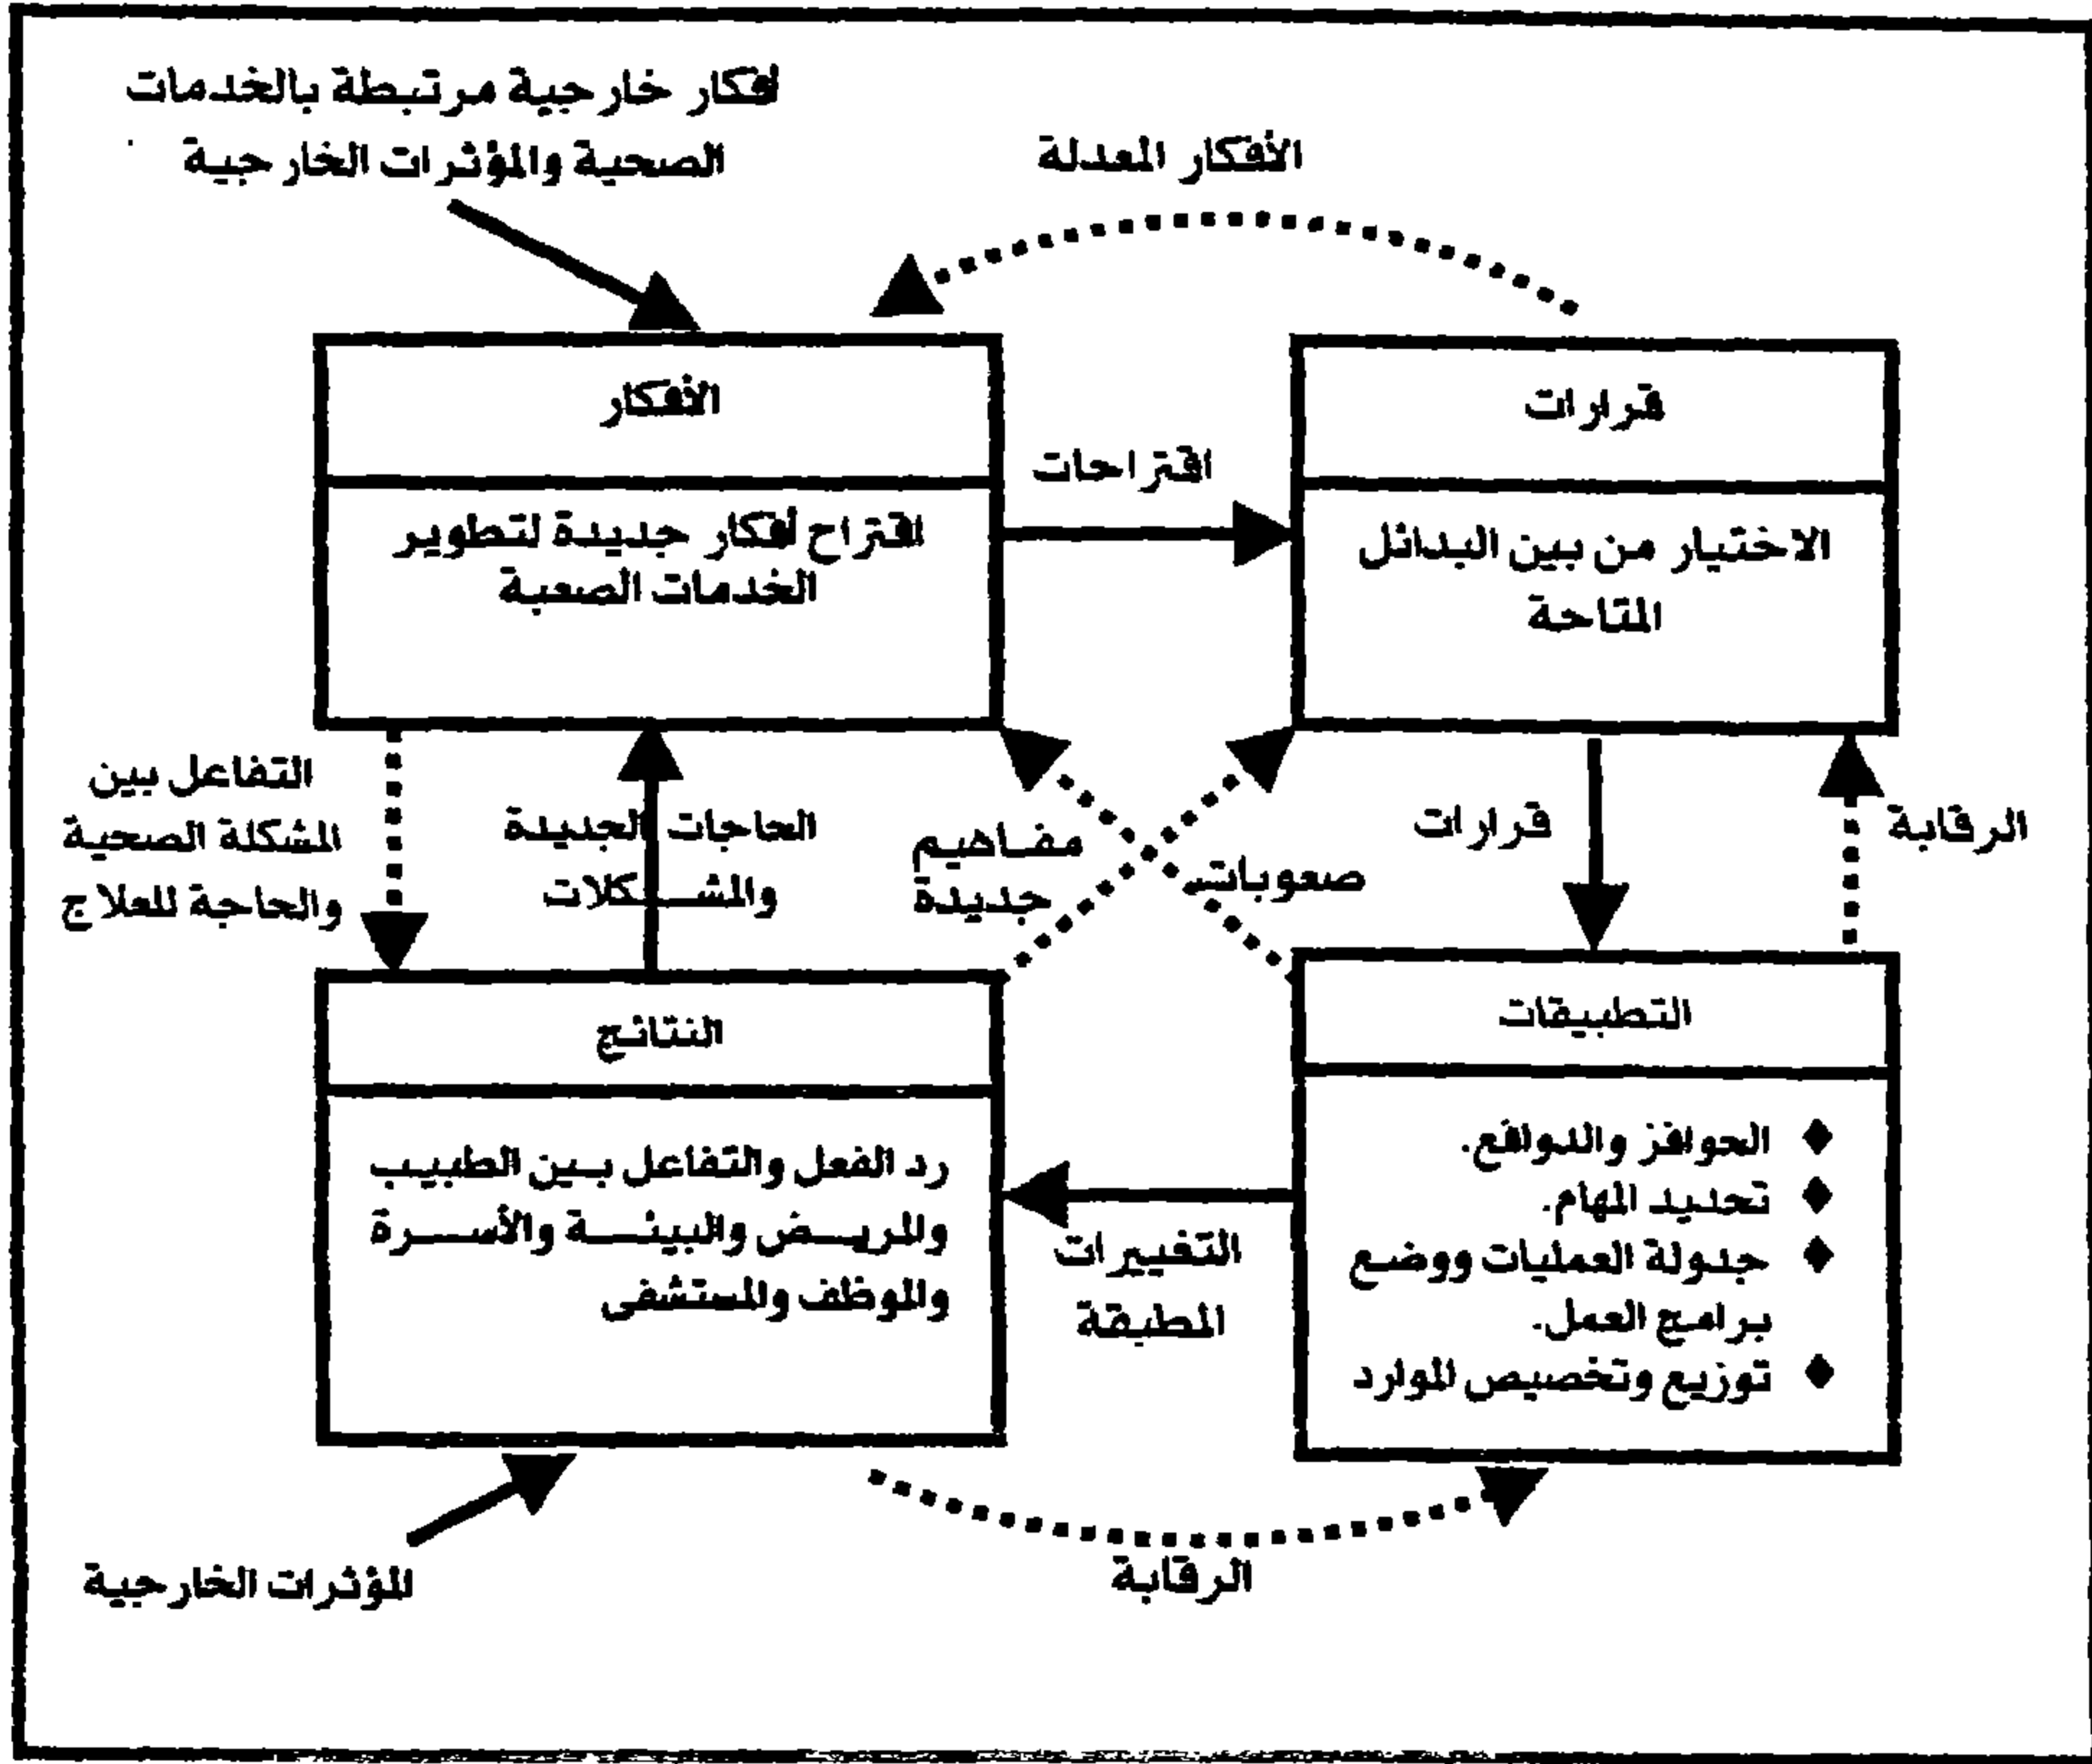 أفكار خارجية مرتبطة بالخدمات
الصحية والمؤثرات الخارجية
الأفكار المعدلة
قرارات
الاختيار من بين البدائل
المتاحة
اقتراحات
الأفكار
اقتراح أفكار جديدة لتطوير
الخدمات الصحية
الرقابة
قرارات
صعوبات
مفاهيم
جديدة
الحاجات الجديدة
والمشكلات
التفاعل بين
المشكلة الصحية
والحاجة للعلاج
التطبيقات
♦ الحوافز والدوافع.
♦ تحديد المهام.
♦ جدولة العمليات ووضع
برامج العمل.
♦ توزيع وتخصيص الموارد
التغييرات
المطبقة
النتائج
رد الفعل والتفاعل بين الطبيب
والمريض والبيئة والأسرة
والموظف والمستشفى
الرقابة
المؤثرات الخارجية